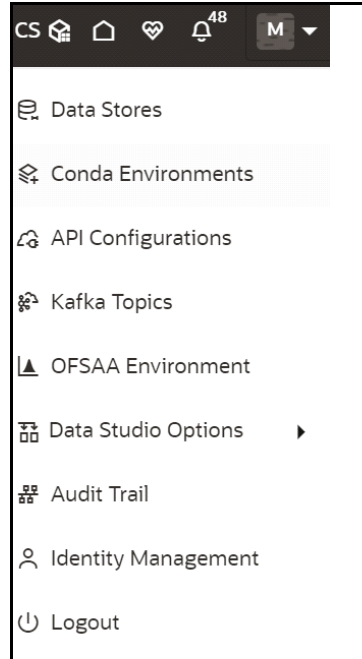 CS 48 M
Data Stores
Conda Environments
API Configurations
Kafka Topics
OFSAA Environment
Data Studio Options
Audit Trail
Identity Management
Logout